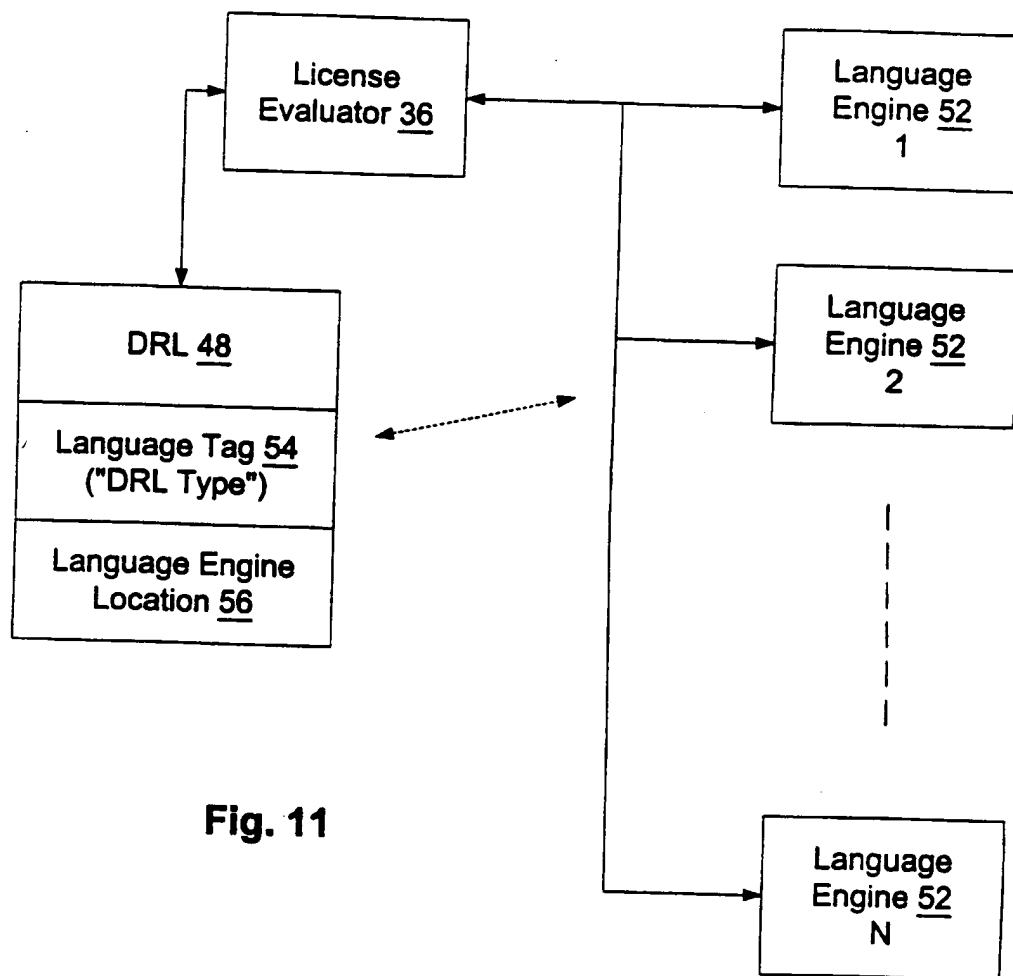 License
Evaluator 36
Language
Engine 52
1
DRL 48
Language Tag 54
("DRL Type")
Language Engine
Location 56
Language
Engine 52
2
Fig. 11
Language
Engine 52
N